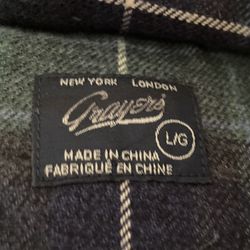 NEW YORK LONDON
Grayers
L/G
MADE IN CHINA
FABRIQUÉ EN CHINE